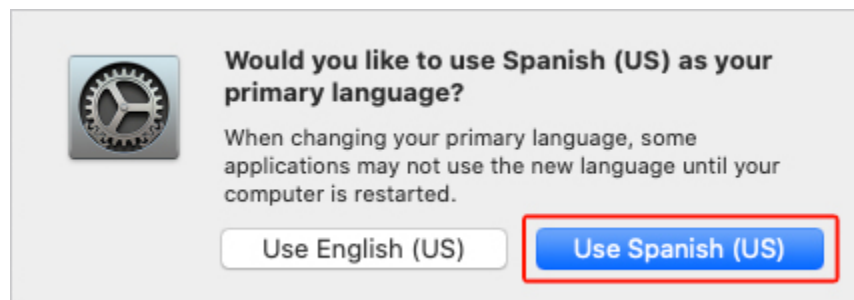 Would you like to use Spanish (US) as your
primary language?
When changing your primary language, some
applications may not use the new language until your
computer is restarted.
Use English (US)
Use Spanish (US)